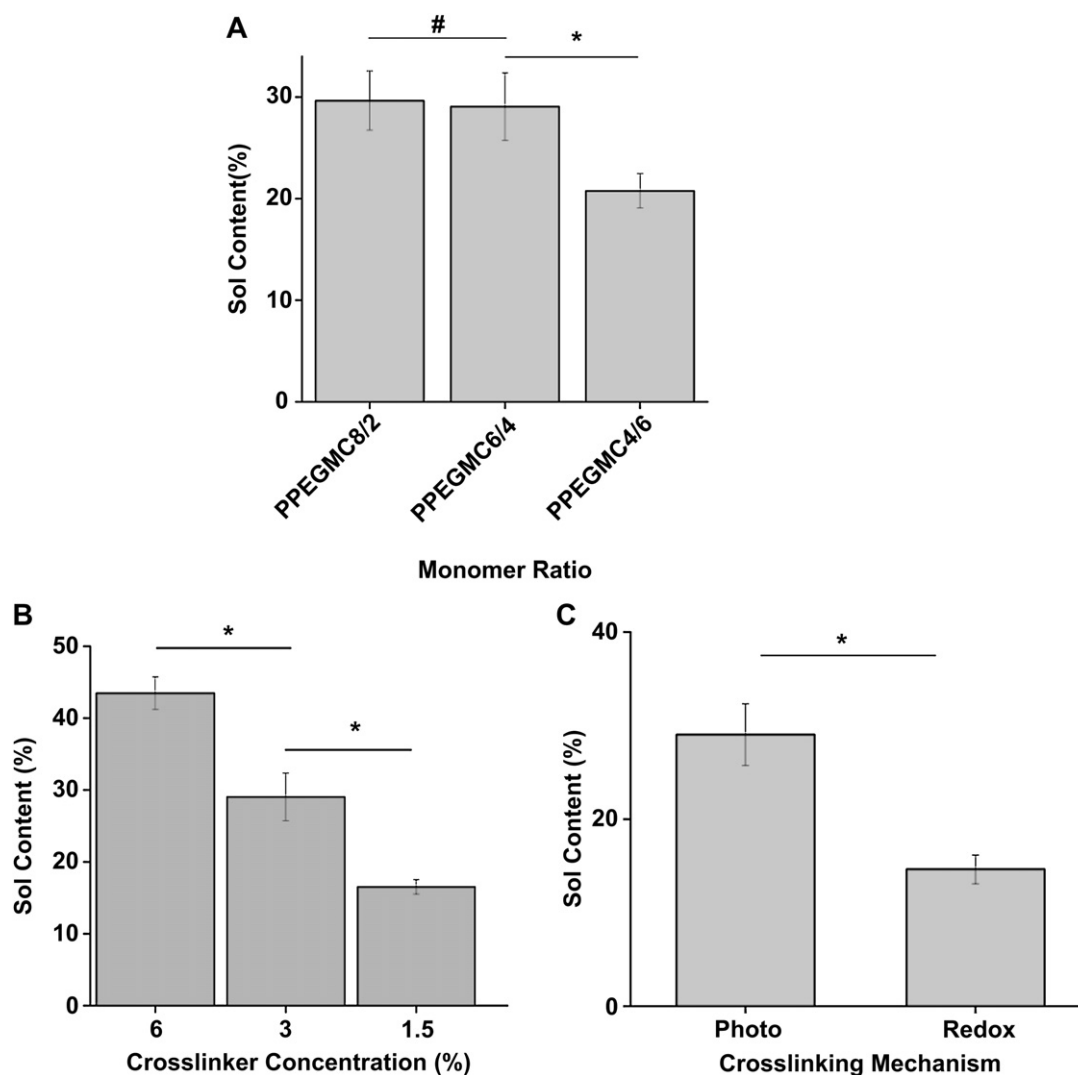 A
#
*
Sol Content(%)
30
20
10
0
PPEGMC8/2
PPEGMC6/4
PPEGMC4/6
Monomer Ratio
B
*
*
Sol Content (%)
50
40
30
20
10
0
6
3
1.5
Crosslinker Concentration (%)
C
*
Sol Content (%)
40
20
0
Photo
Redox
Crosslinking Mechanism